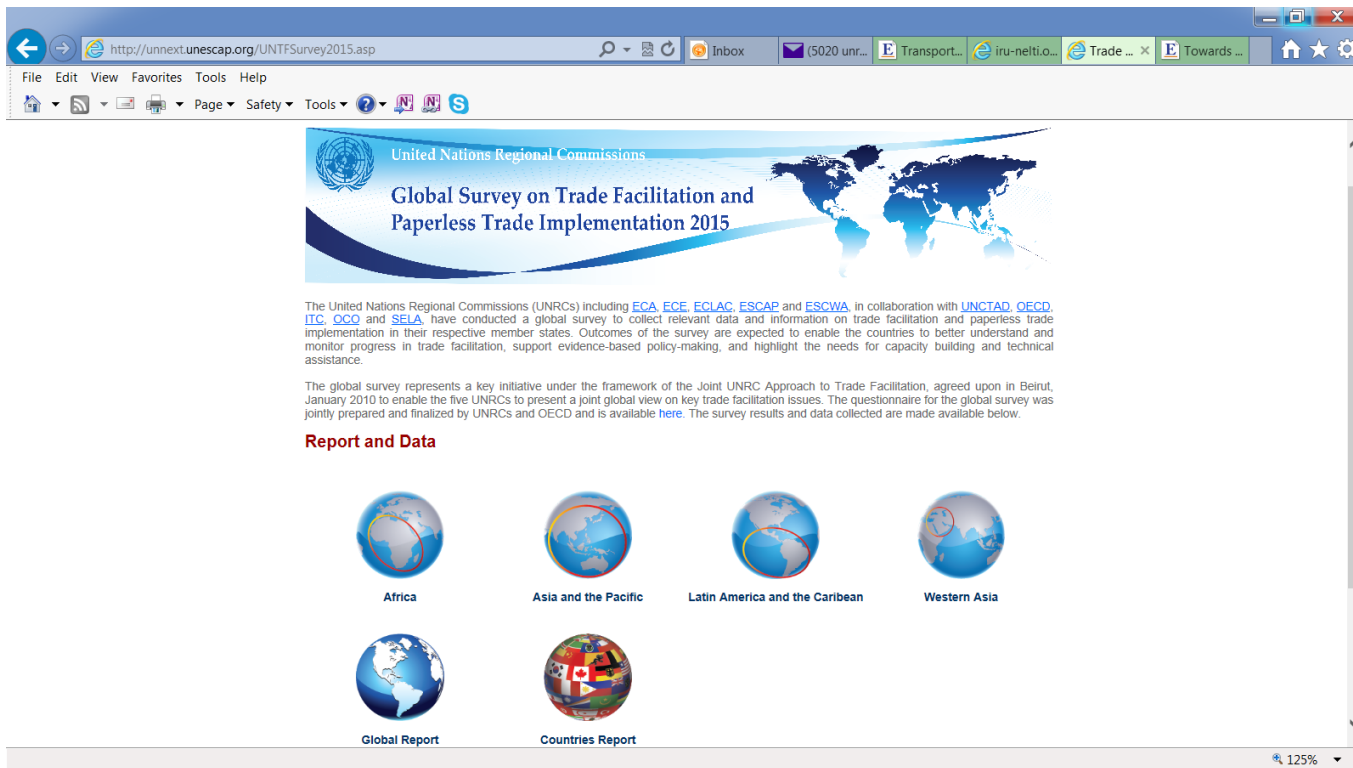 http://unnext.unescap.org/UNTFSurvey2015.asp
Inbox
(5020 unr...
Transport...
iru-nelti.o...
Trade ...
Towards ...
File Edit View Favorites Tools Help
Page Safety Tools
United Nations Regional Commissions
Global Survey on Trade Facilitation and
Paperless Trade Implementation 2015
The United Nations Regional Commissions (UNRCs) including ECA, ECE, ECLAC, ESCAP and ESCWA, in collaboration with UNCTAD, OECD,
ITC, OCO and SELA, have conducted a global survey to collect relevant data and information on trade facilitation and paperless trade
implementation in their respective member states. Outcomes of the survey are expected to enable the countries to better understand and
monitor progress in trade facilitation, support evidence-based policy-making, and highlight the needs for capacity building and technical
assistance.
The global survey represents a key initiative under the framework of the Joint UNRC Approach to Trade Facilitation, agreed upon in Beirut,
January 2010 to enable the five UNRCs to present a joint global view on key trade facilitation issues. The questionnaire for the global survey was
jointly prepared and finalized by UNRCs and OECD and is available here. The survey results and data collected are made available below.
Report and Data
Africa
Asia and the Pacific
Latin America and the Caribean
Western Asia
Global Report
Countries Report
125%